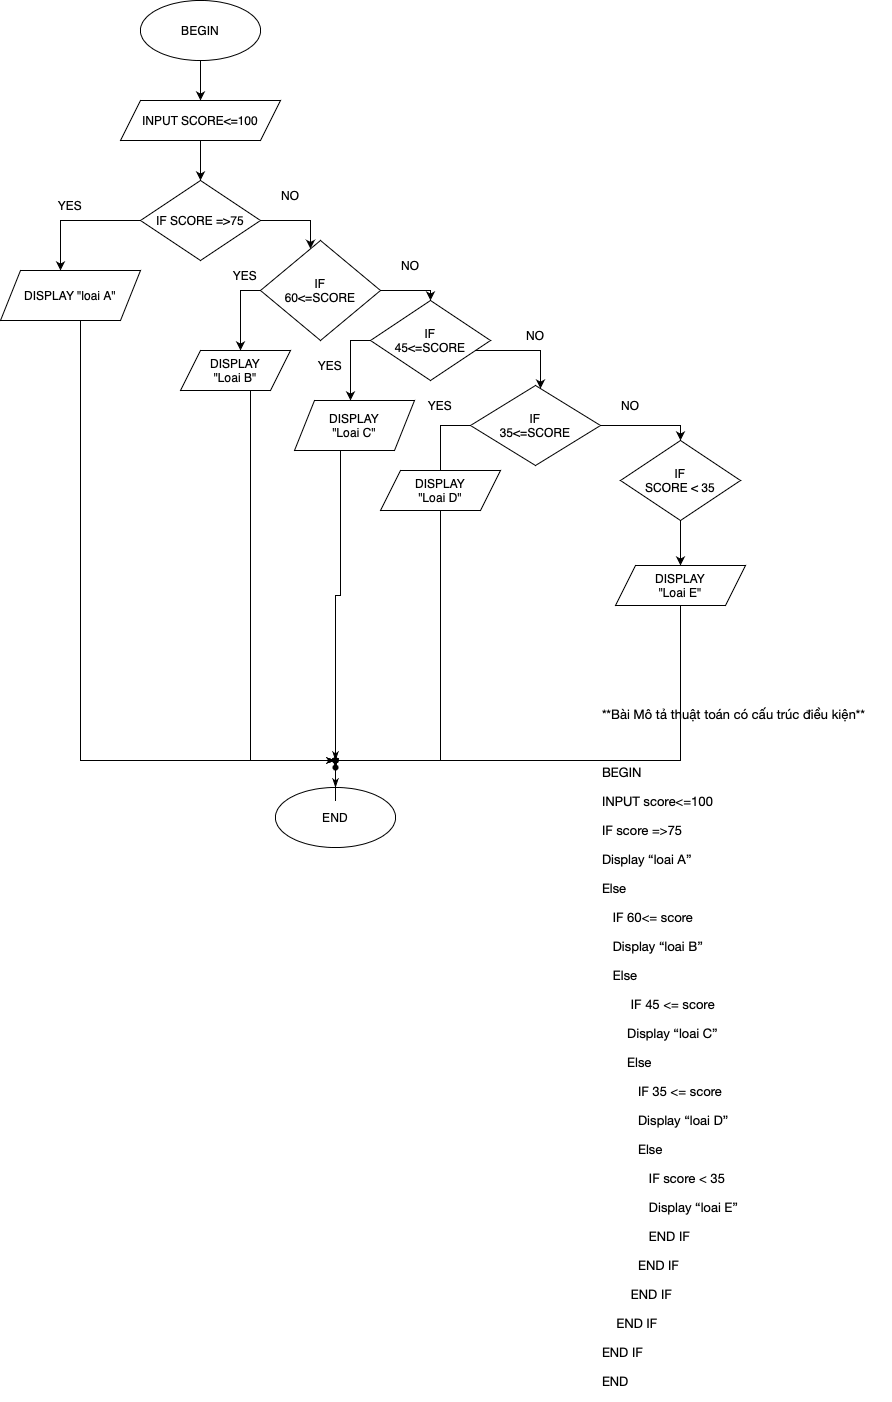 BEGIN
INPUT SCORE<=100
YES
NO
IF SCORE =>75
DISPLAY "loai A"
YES
NO
IF
60<=SCORE
DISPLAY
"Loai B"
YES
NO
IF
45<=SCORE
DISPLAY
"Loai C"
YES
NO
IF
35<=SCORE
DISPLAY
"Loai D"
IF
SCORE < 35
DISPLAY
"Loai E"
END
**Bài Mô tả thuật toán có cấu trúc điều kiện**
BEGIN
INPUT score<=100
IF score =>75
Display “loai A”
Else
IF 60<= score
Display “loai B”
Else
IF 45 <= score
Display “loai C”
Else
IF 35 <= score
Display “loai D”
Else
IF score < 35
Display “loai E”
END IF
END IF
END IF
END IF
END IF
END